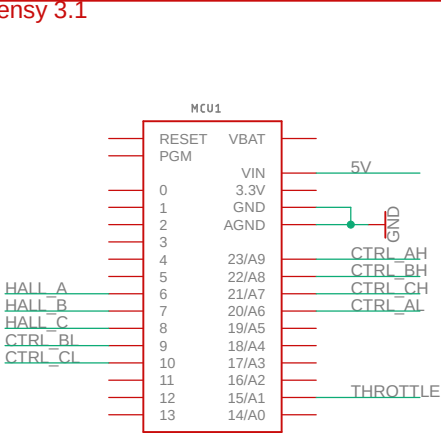 ensy 3.1
MCU1
RESET VBAT
PGM
VIN 5V
0 3.3V
1 GND
2 AGND GND
3
4 23/A9 CTRL_AH
5 22/A8 CTRL_BH
HALL_A 6 21/A7 CTRL_CH
HALL_B 7 20/A6 CTRL_AL
HALL_C 8 19/A5
CTRL_BL 9 18/A4
CTRL_CL 10 17/A3
11 16/A2
12 15/A1 THROTTLE
13 14/A0